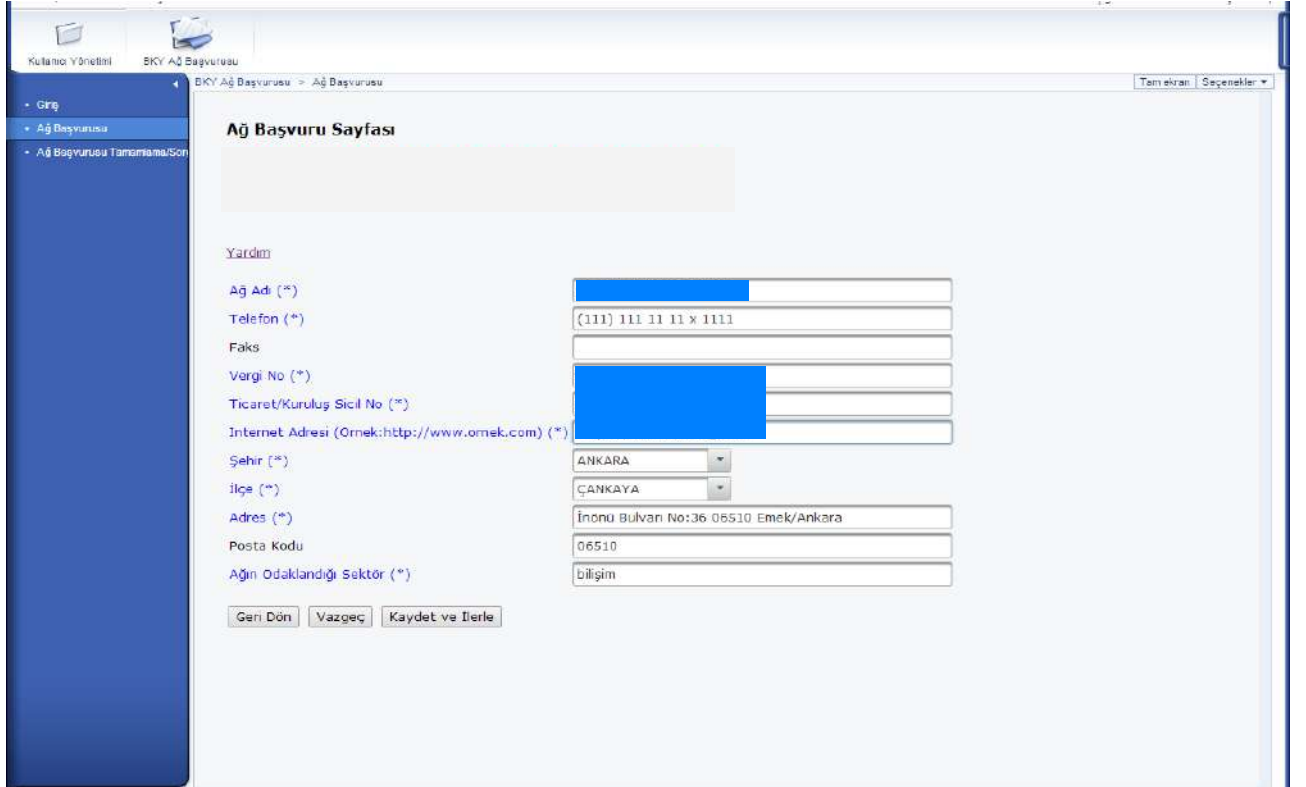 Kullanıcı Yönetimi
BKY Ağ Başvurusu
BKY Ağ Başvurusu > Ağ Başvurusu
Tam ekran
Seçenekler
Giriş
Ağ Başvurusu
Ağ Başvurusu Tamamlama/Sor
Ağ Başvuru Sayfası
Yardım
Ağ Adı (*)
Telefon (*) (111) 111 11 11 x 1111
Faks
Vergi No (*)
Ticaret/Kuruluş Sicil No (*)
Internet Adresi (Ornek:http://www.ornek.com) (*)
Şehir (*) ANKARA
İlçe (*) ÇANKAYA
Adres (*) İnönü Bulvarı No:36 06510 Emek/Ankara
Posta Kodu 06510
Ağın Odaklandığı Sektör (*) bilişim
Geri Dön Vazgeç Kaydet ve İlerle